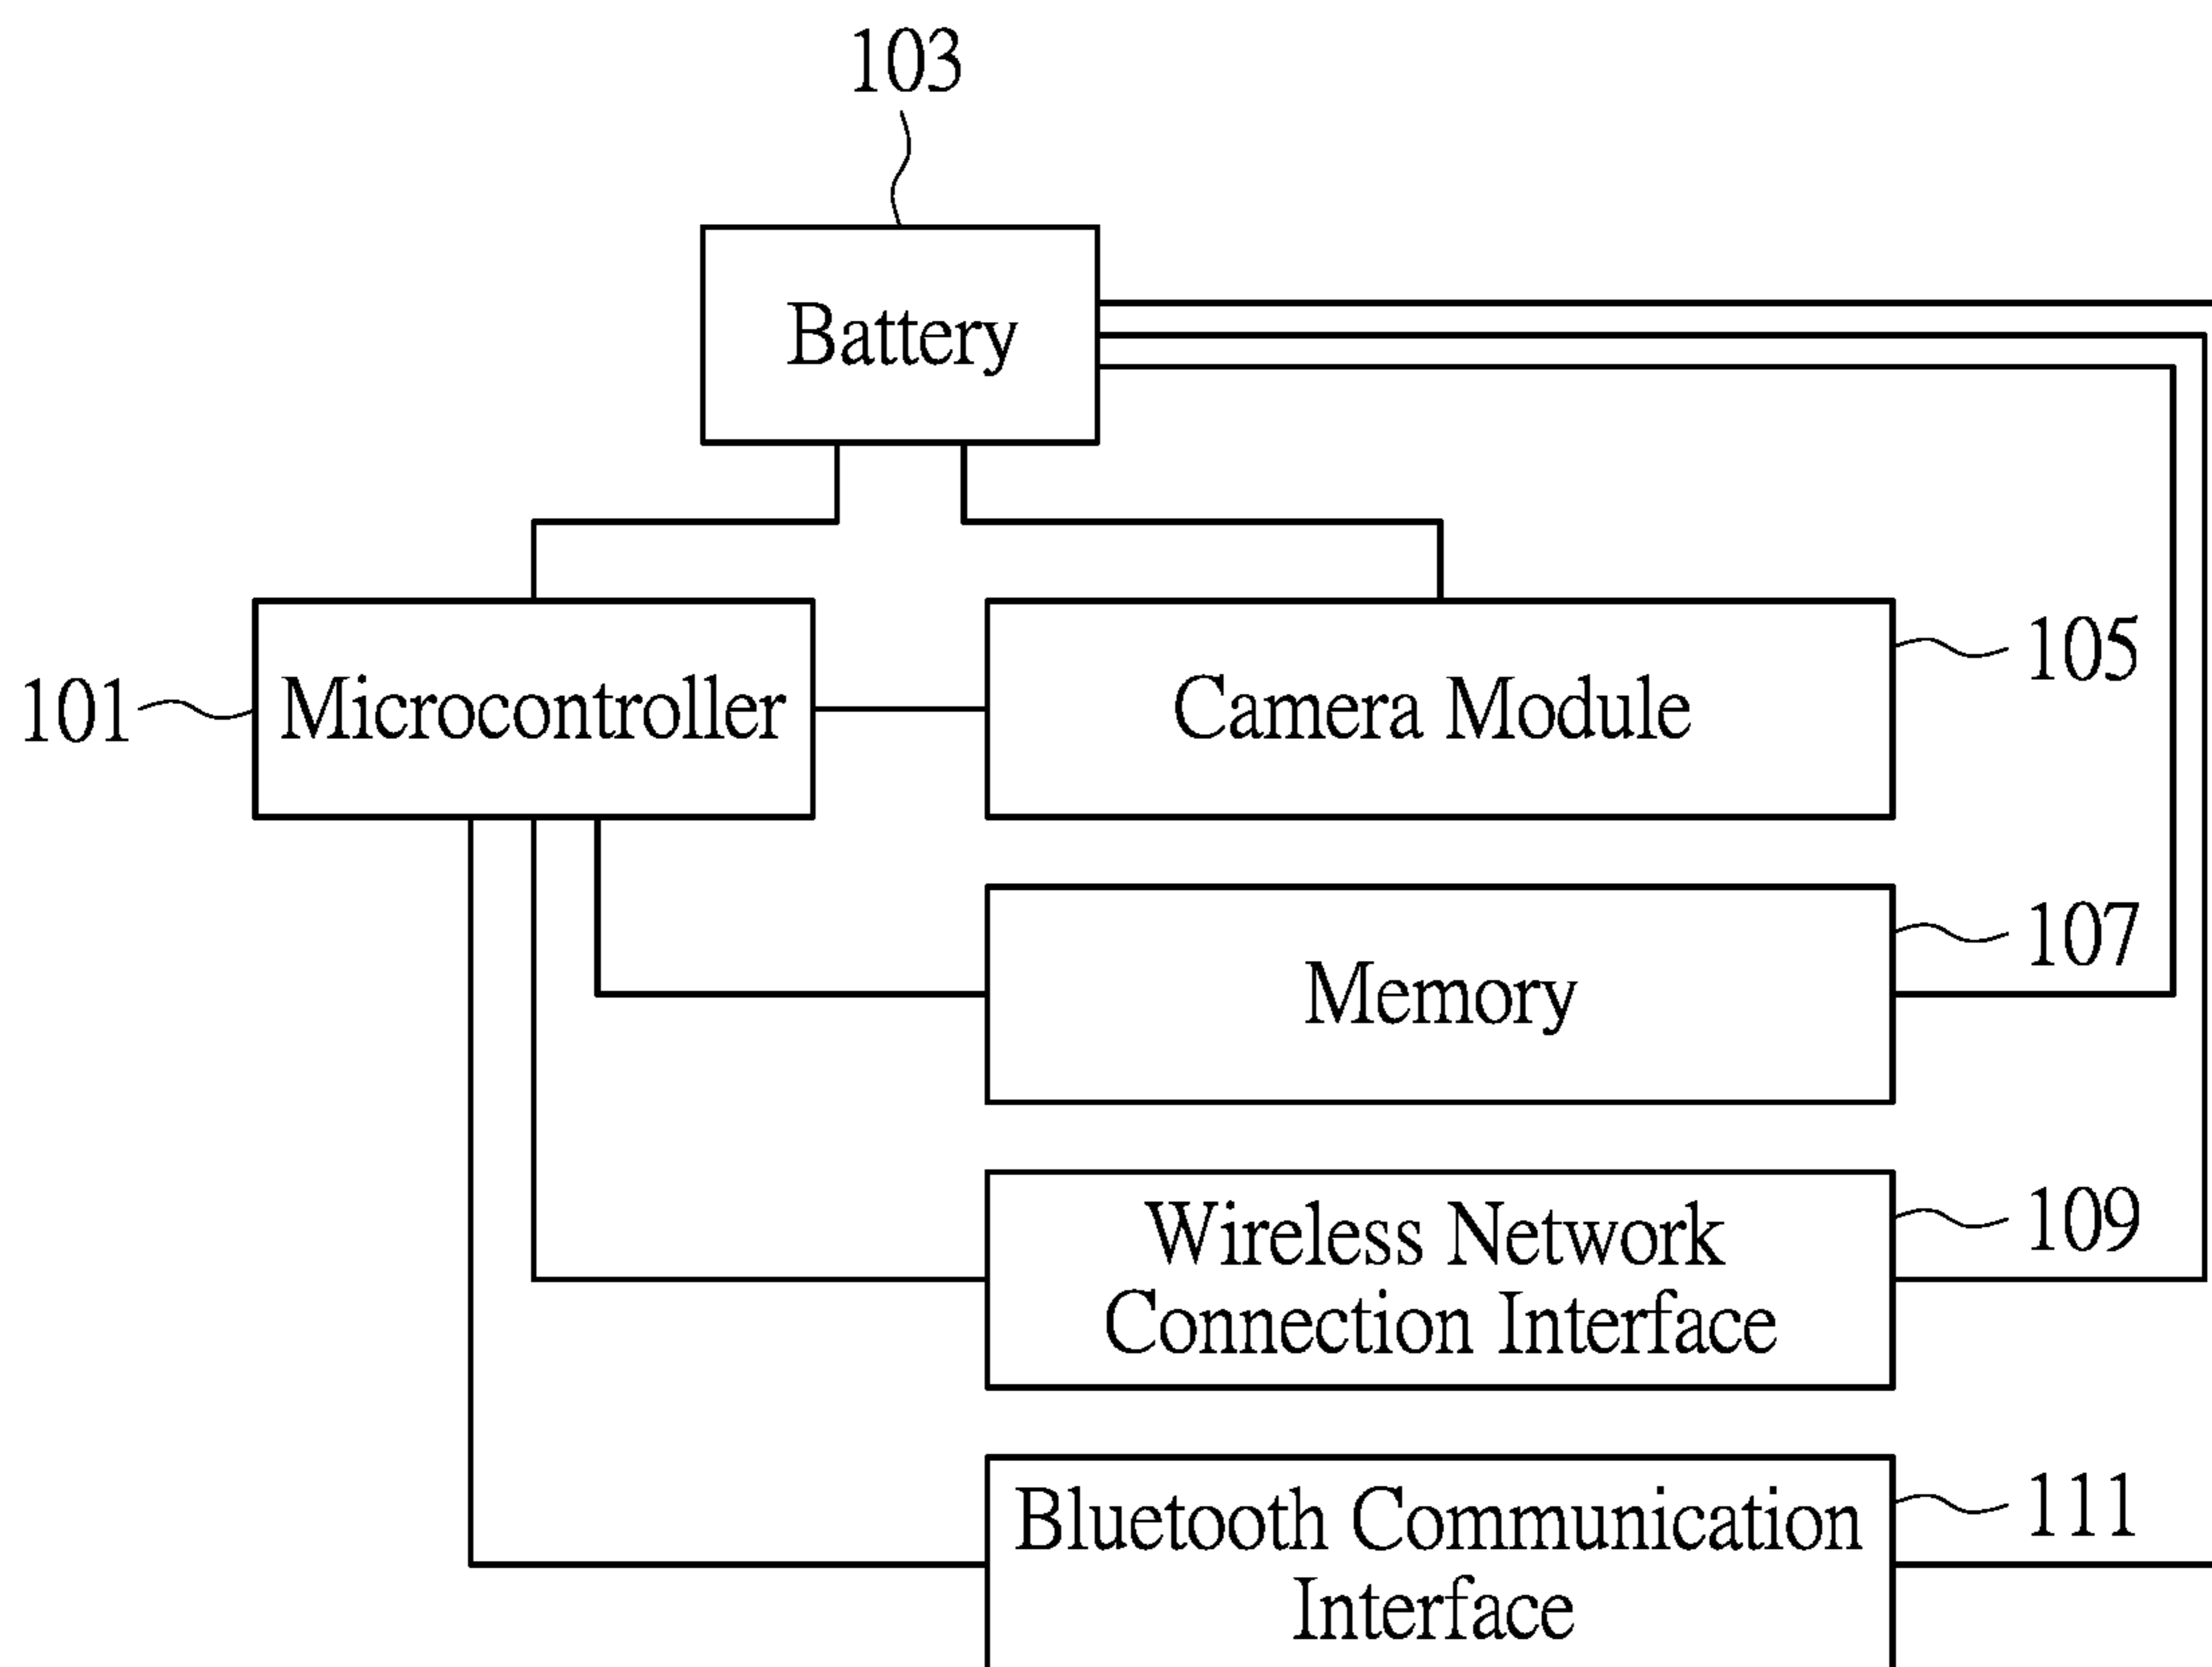 103
Battery
105
101
Microcontroller
Camera Module
107
Memory
109
Wireless Network
Connection Interface
111
Bluetooth Communication
Interface